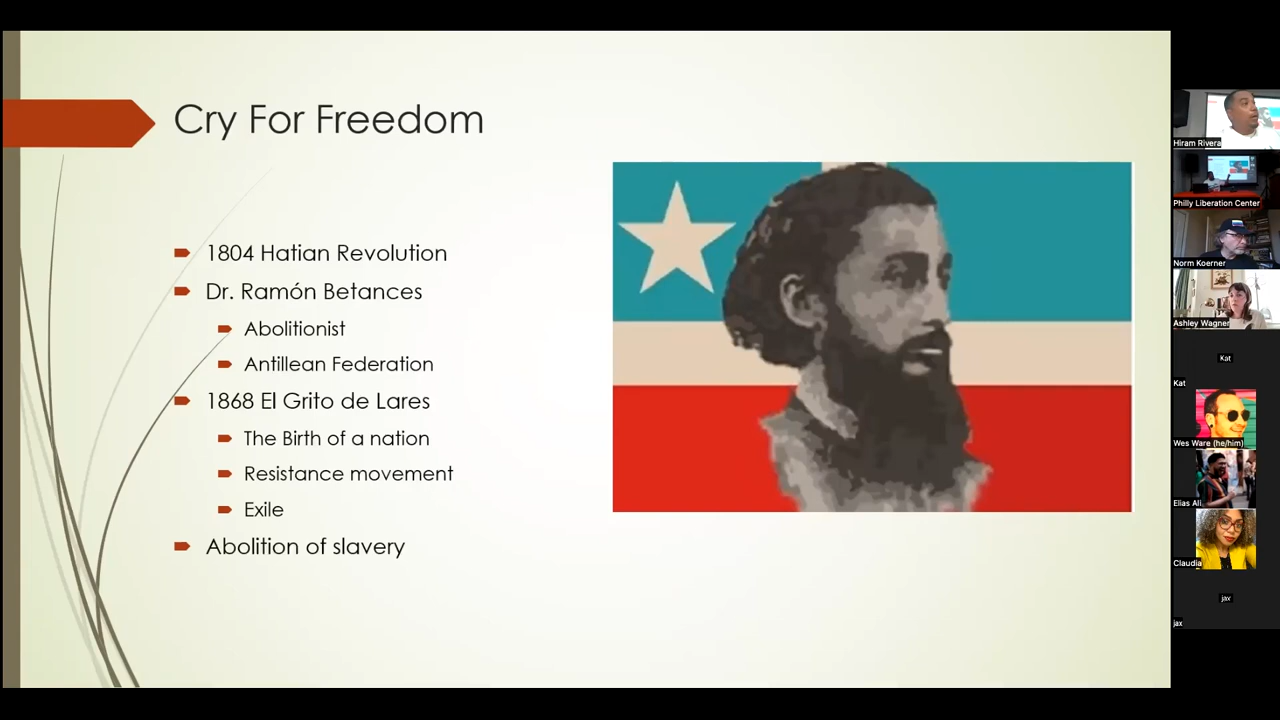 Cry For Freedom
1804 Hatian Revolution
Dr. Ramón Betances
Abolitionist
Antillean Federation
1868 El Grito de Lares
The Birth of a nation
Resistance movement
Exile
Abolition of slavery
Hiram Rivera
Philly Liberation Center
Norm Koerner
Ashley Wagner
Kat
Kat
Wes Ware (he/him)
Elias Ali
Claudia
jax
jax